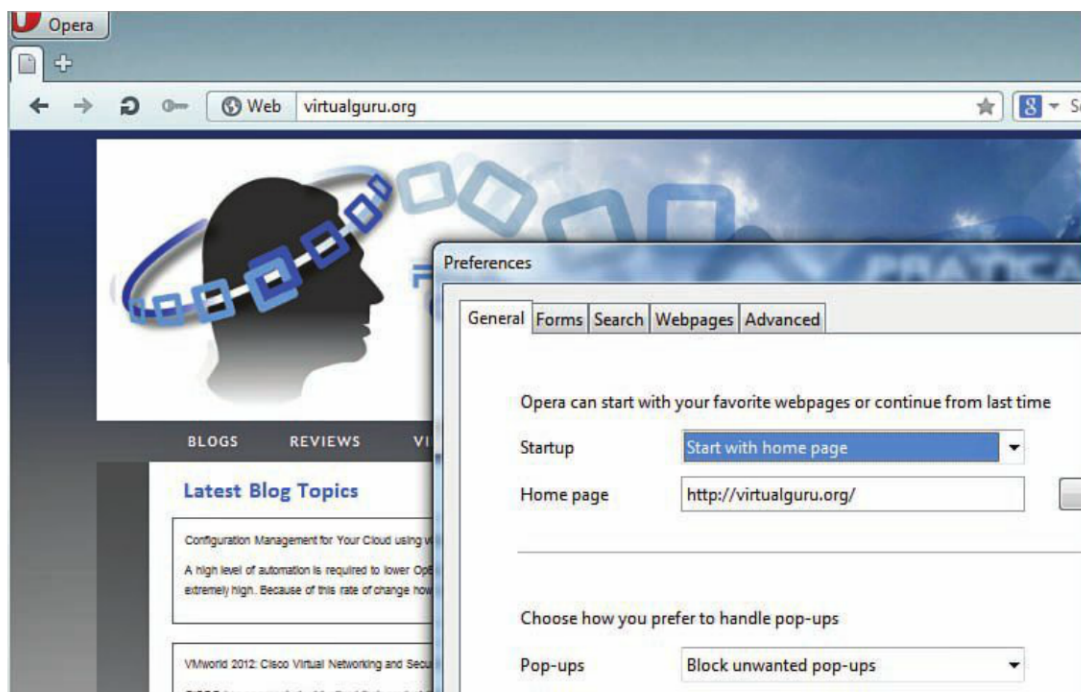 Opera
Web virtualguru.org
Preferences
General Forms Search Webpages Advanced
Opera can start with your favorite webpages or continue from last time
BLOGS REVIEWS
Startup Start with home page
Latest Blog Topics
Home page http://virtualguru.org/
Configuration Management for Your Cloud using
A high level of automation is required to lower
extremely high. Because of this rate of change how
Choose how you prefer to handle pop-ups
VMworld 2012: Cisco Virtual Networking and
Pop-ups Block unwanted pop-ups